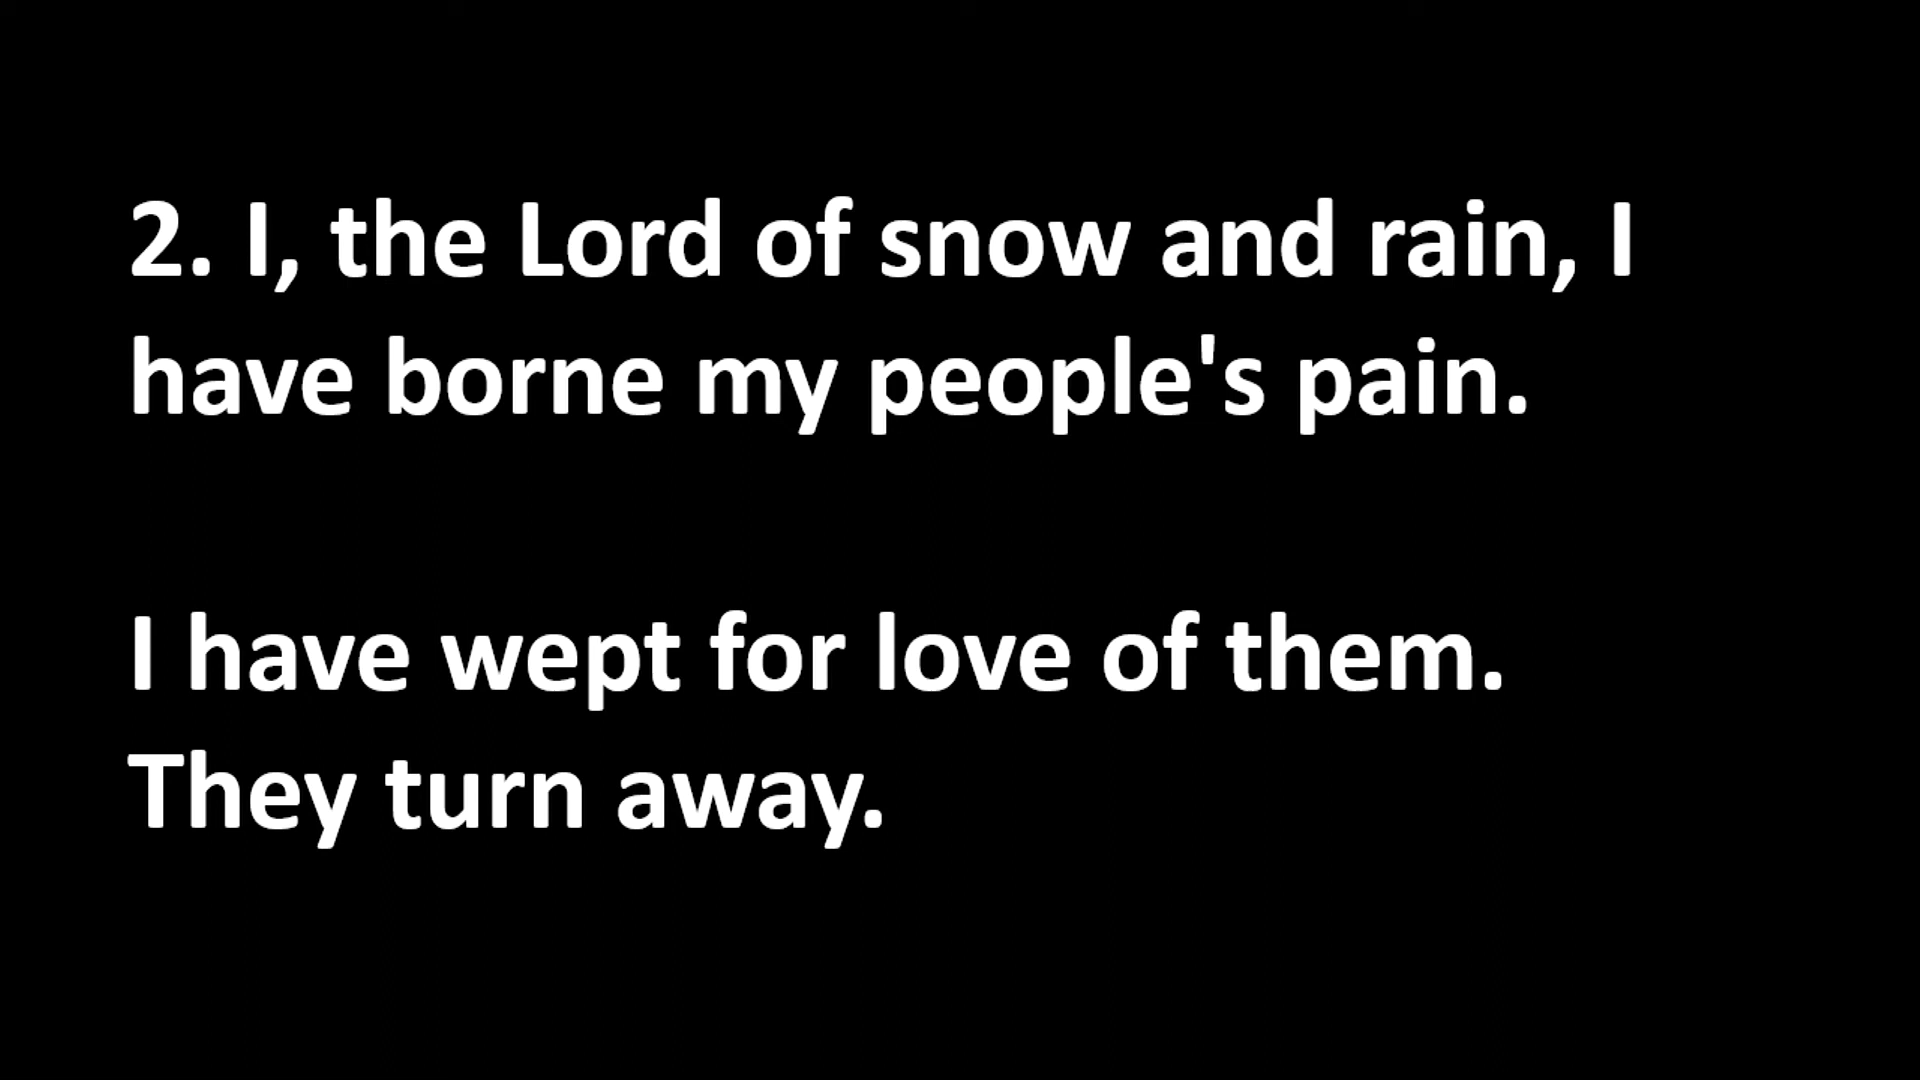 2. I, the Lord of snow and rain, I
have borne my people's pain.
I have wept for love of them.
They turn away.